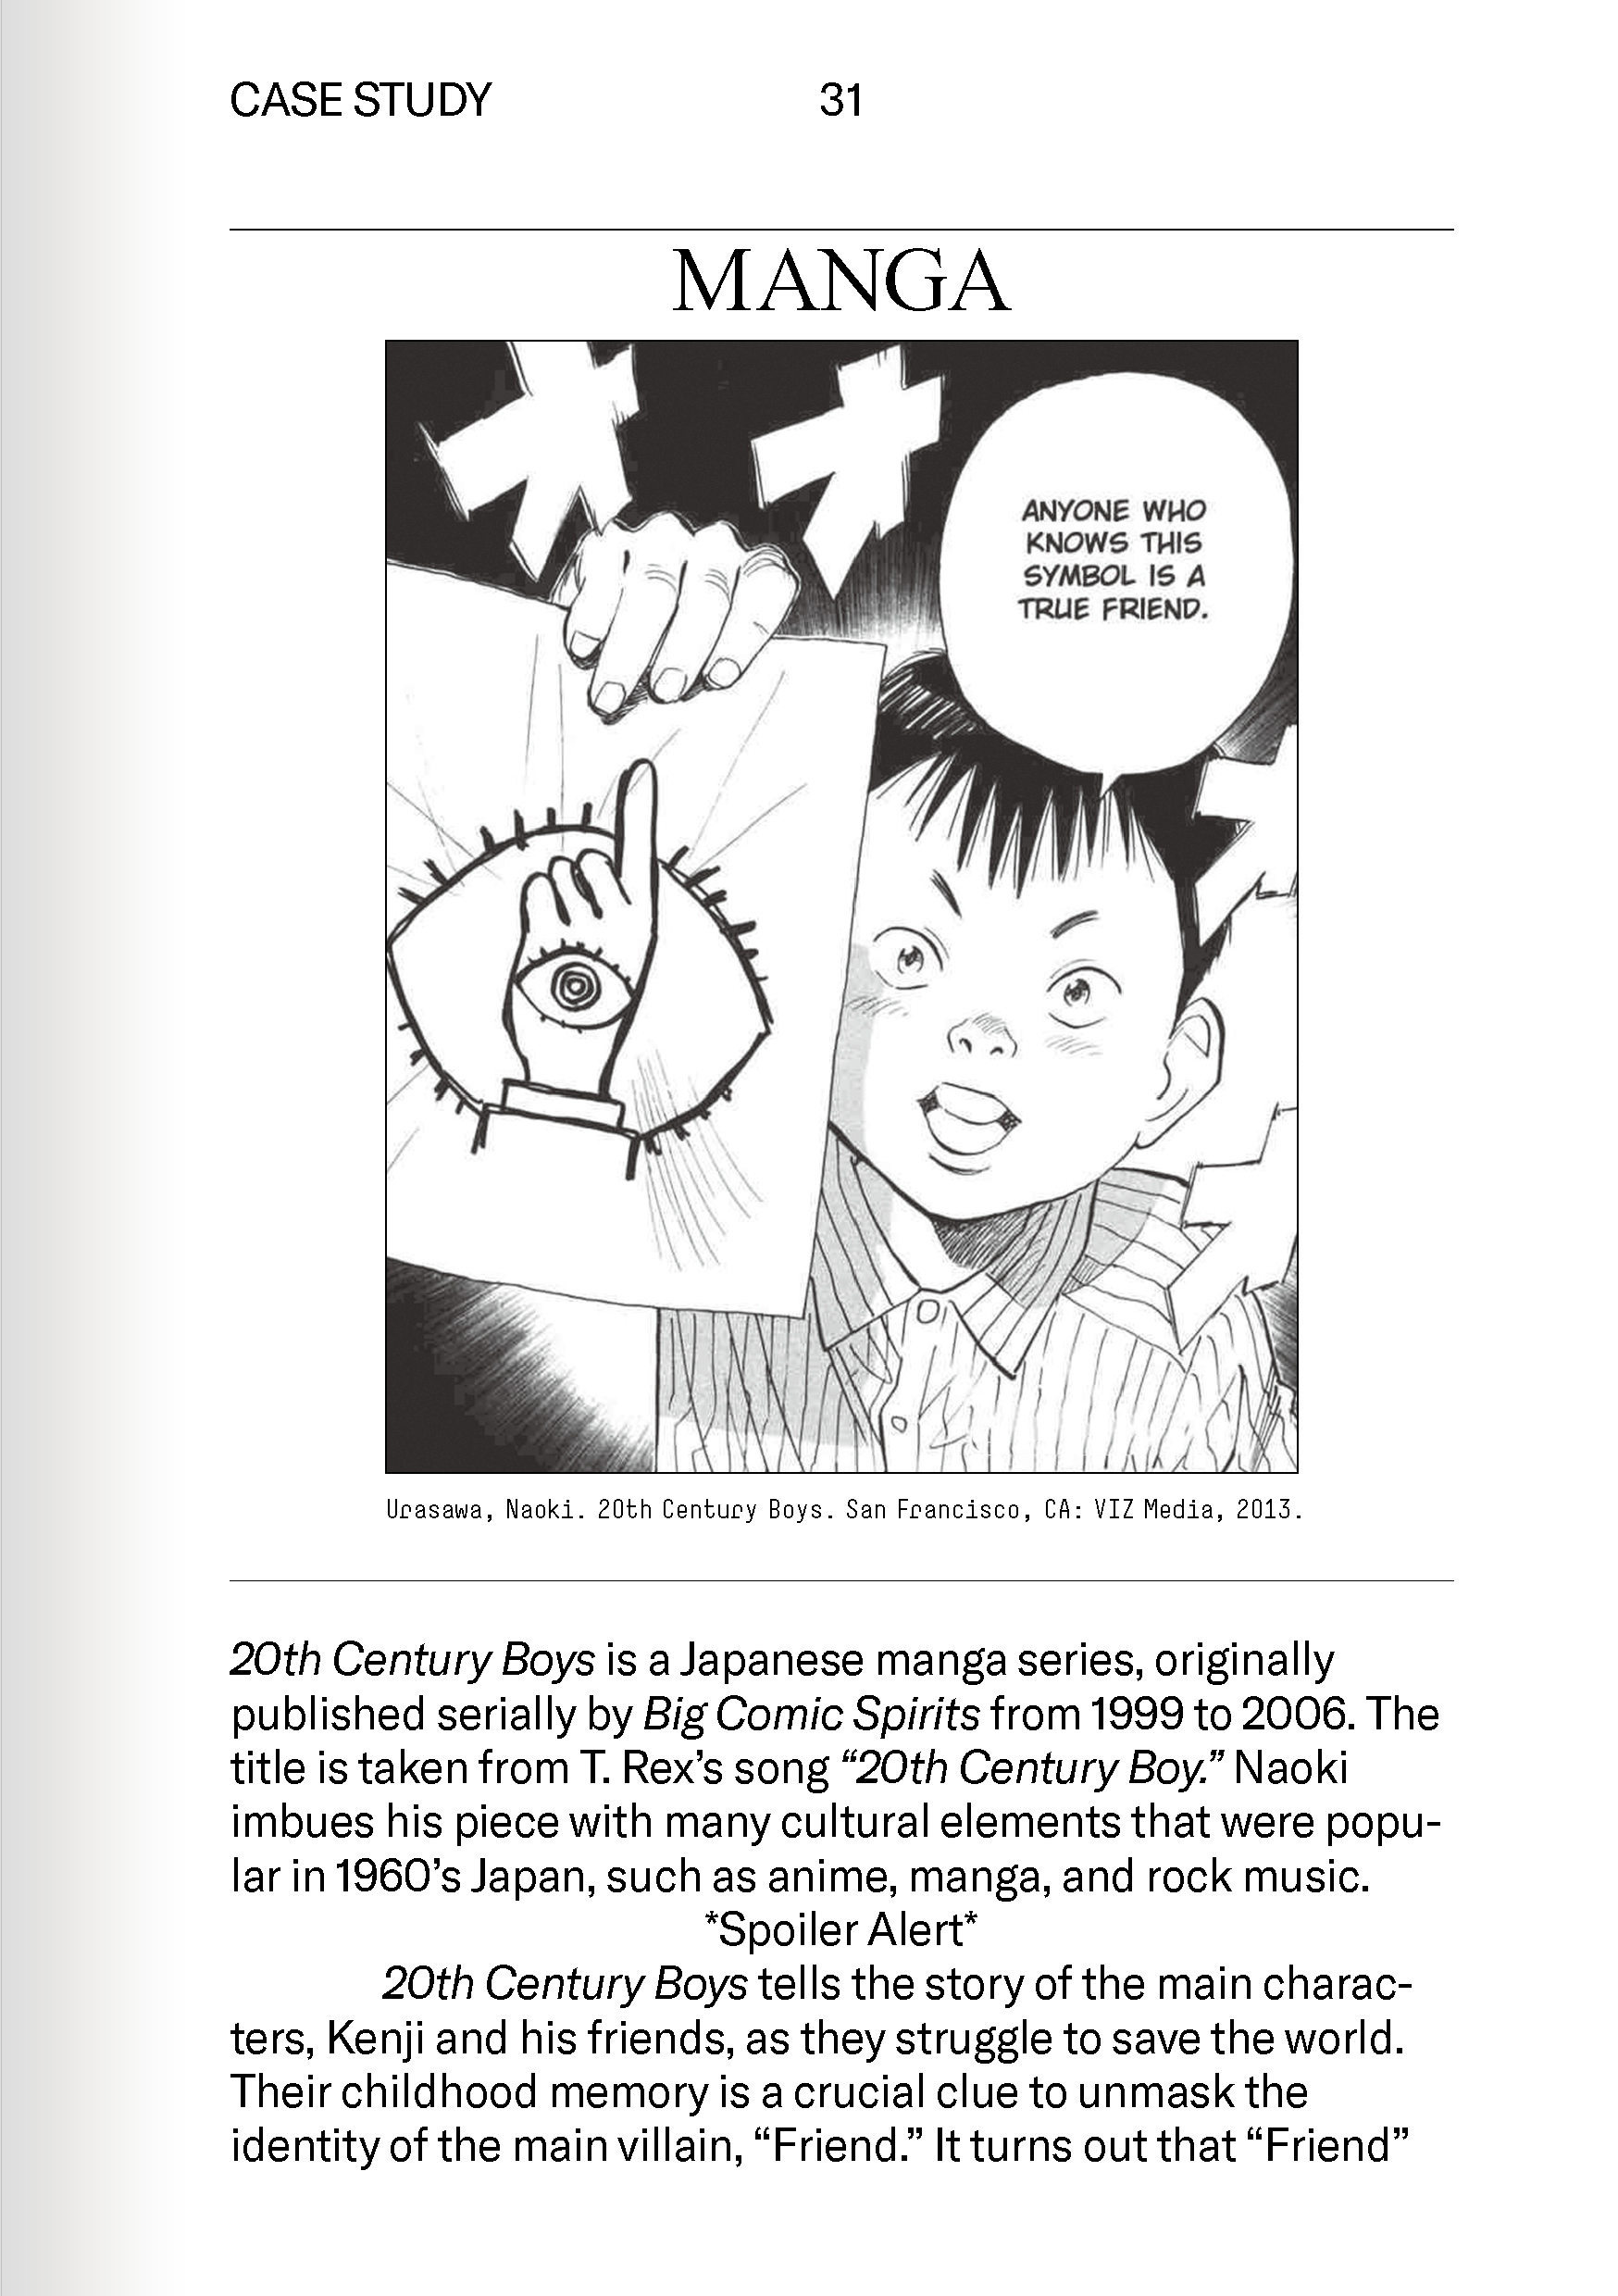 CASE STUDY
31
MANGA
オオ
ANYONE WHO
KNOWS THIS
SYMBOL IS A
TRUE FRIEND.
Urasawa, Naoki. 20th Century Boys. San Francisco, CA: VIZ Media, 2013.
20th Century Boys is a Japanese manga series, originally
published serially by Big Comic Spirits from 1999 to 2006. The
title is taken from T. Rex’s song “20th Century Boy.” Naoki
imbues his piece with many cultural elements that were popu-
lar in 1960’s Japan, such as anime, manga, and rock music.
*Spoiler Alert*
20th Century Boys tells the story of the main charac-
ters, Kenji and his friends, as they struggle to save the world.
Their childhood memory is a crucial clue to unmask the
identity of the main villain, “Friend.” It turns out that “Friend”